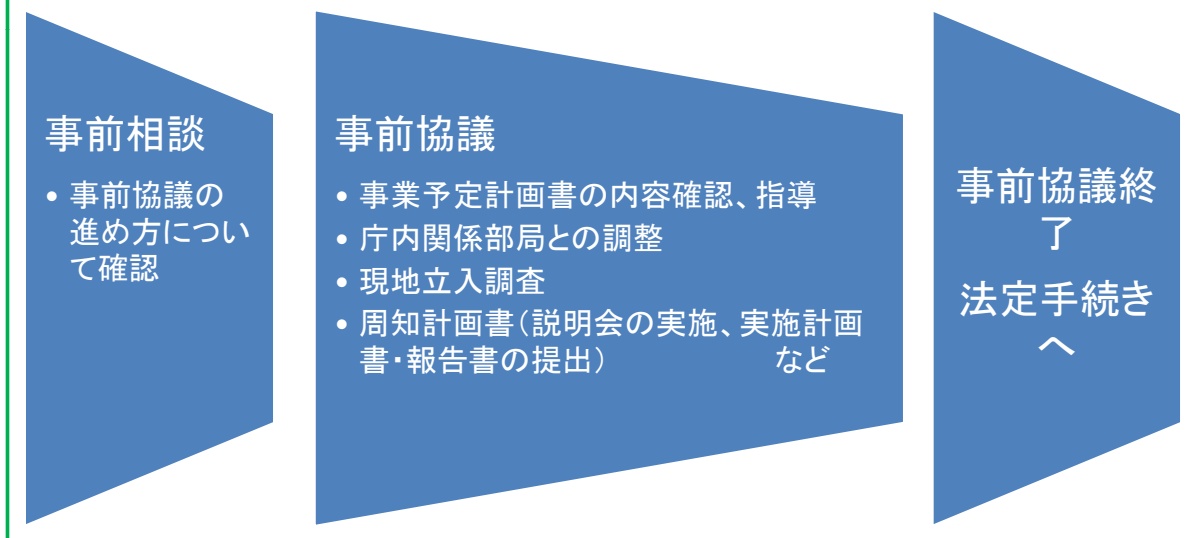 事前相談
• 事前協議の
進め方につい
て確認
事前協議
• 事業予定計画書の内容確認、指導
• 庁内関係部局との調整
• 現地立入調査
• 周知計画書（説明会の実施、実施計画
書・報告書の提出） など
事前協議終
了
法定手続き
へ